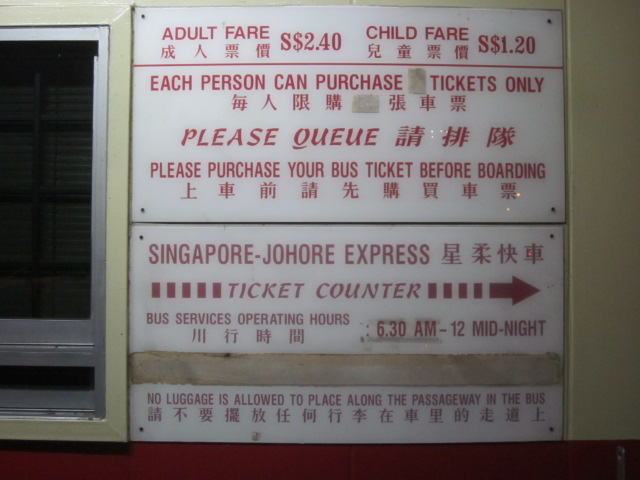 ADULT FARE S$2.40 CHILD FARE S$1.20
成人票價 兒童票價
EACH PERSON CAN PURCHASE TICKETS ONLY
每人限購 張車票
PLEASE QUEUE 請排隊
PLEASE PURCHASE YOUR BUS TICKET BEFORE BOARDING
上車前請先購買車票
SINGAPORE-JOHORE EXPRESS 星柔快車
TICKET COUNTER
BUS SERVICES OPERATING HOURS : 6.30 AM - 12 MID-NIGHT
川行時間
NO LUGGAGE IS ALLOWED TO PLACE ALONG THE PASSAGEWAY IN THE BUS
請不要擺放任何行李在車里的走道上